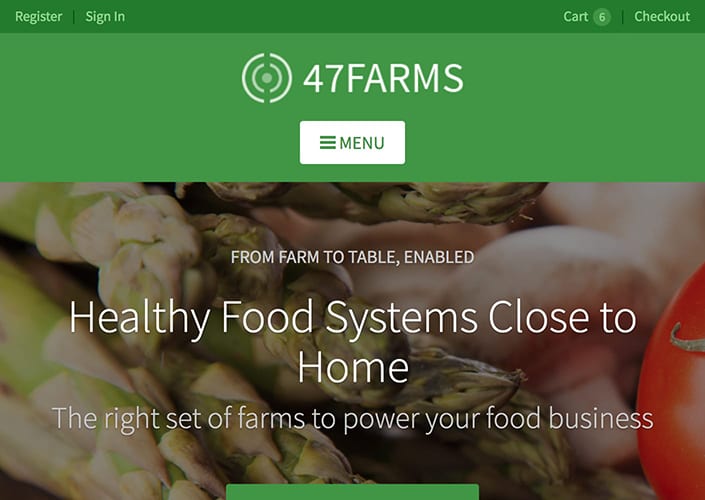 Register | Sign In Cart 6 | Checkout
47FARMS
MENU
FROM FARM TO TABLE, ENABLED
Healthy Food Systems Close to
Home
The right set of farms to power your food business